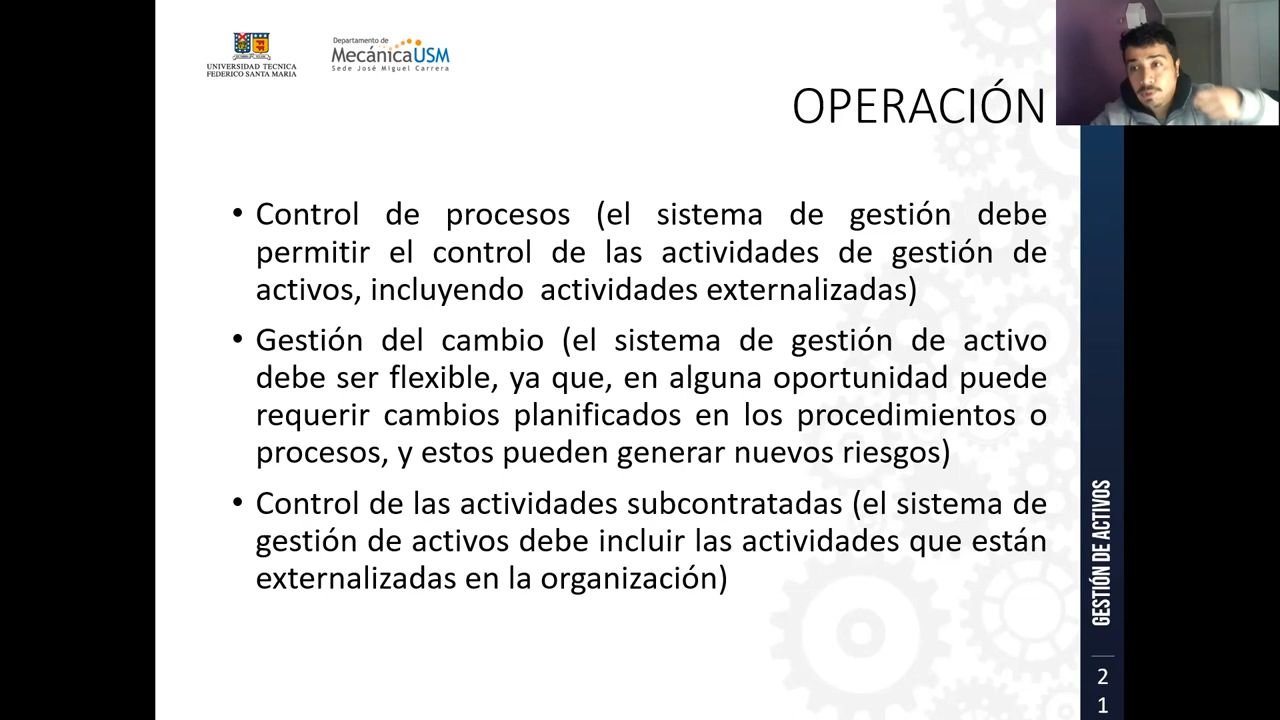 UNIVERSIDAD TECNICA
FEDERICO SANTA MARIA
Departamento de
MecánicaUSM
Sede José Miguel Carrera
OPERACIÓN
• Control de procesos (el sistema de gestión debe
permitir el control de las actividades de gestión de
activos, incluyendo actividades externalizadas)
• Gestión del cambio (el sistema de gestión de activo
debe ser flexible, ya que, en alguna oportunidad puede
requerir cambios planificados en los procedimientos o
procesos, y estos pueden generar nuevos riesgos)
• Control de las actividades subcontratadas (el sistema de
gestión de activos debe incluir las actividades que están
externalizadas en la organización)
GESTIÓN DE ACTIVOS
2
1